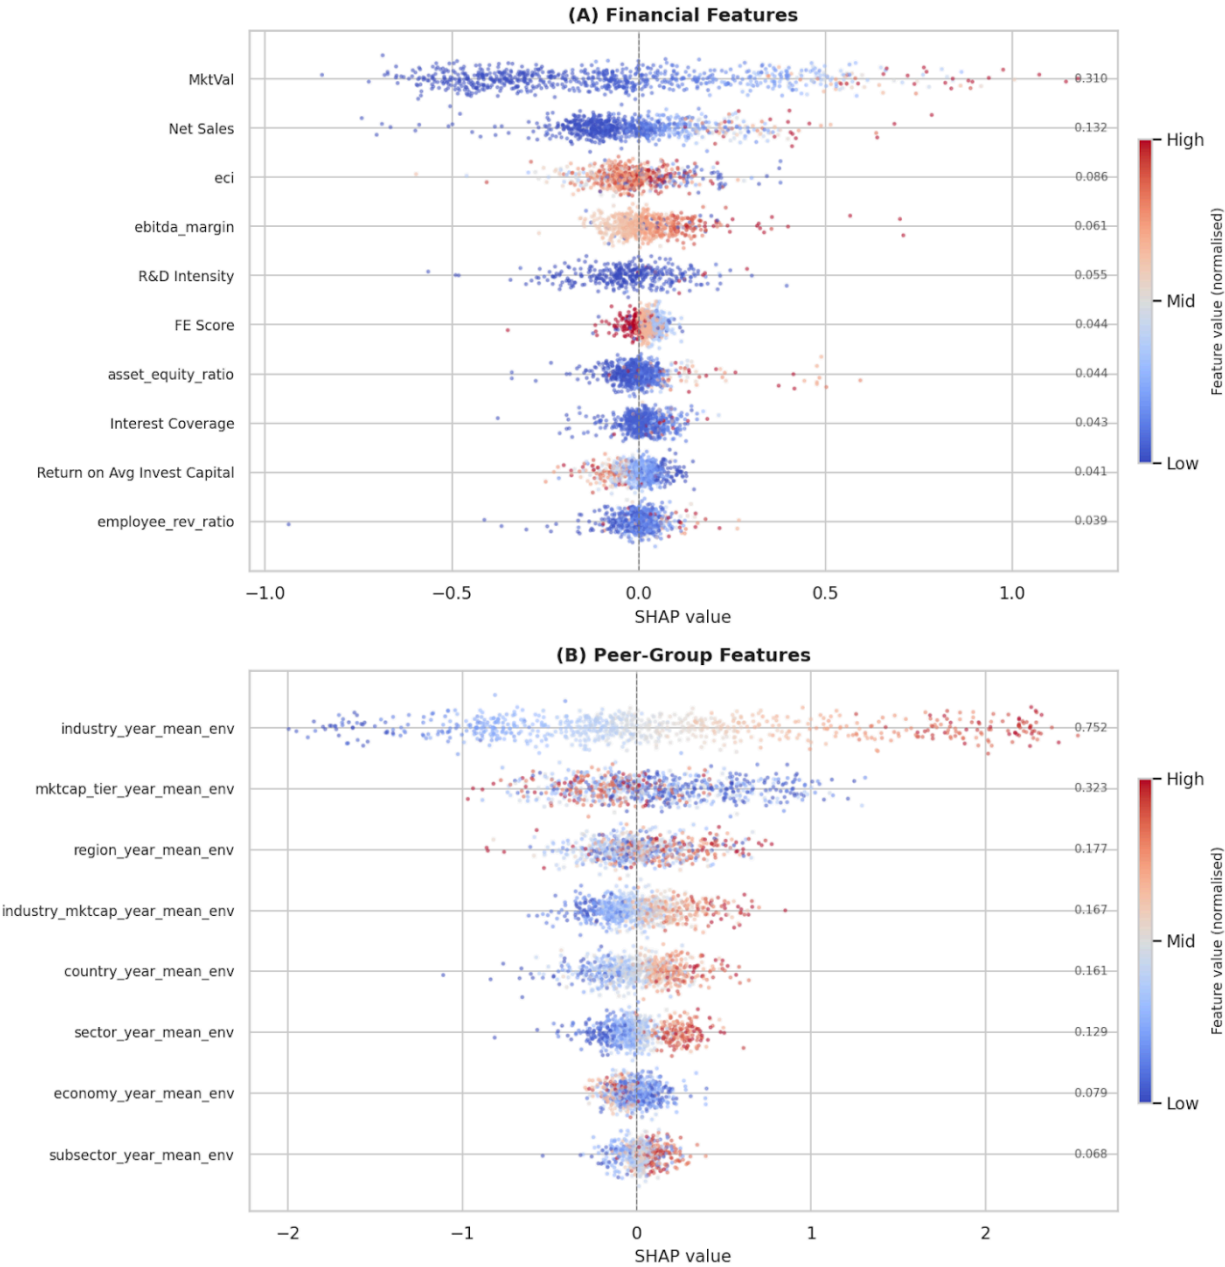 (A) Financial Features
MktVal 0.310
Net Sales 0.132
eci 0.086
ebitda_margin 0.061
R&D Intensity 0.055
FE Score 0.044
asset_equity_ratio 0.044
Interest Coverage 0.043
Return on Avg Invest Capital 0.041
employee_rev_ratio 0.039
−1.0 −0.5 0.0 0.5 1.0
SHAP value
High
Mid
Low
Feature value (normalised)
(B) Peer-Group Features
industry_year_mean_env 0.752
mktcap_tier_year_mean_env 0.323
region_year_mean_env 0.177
industry_mktcap_year_mean_env 0.167
country_year_mean_env 0.161
sector_year_mean_env 0.129
economy_year_mean_env 0.079
subsector_year_mean_env 0.068
−2 −1 0 1 2
SHAP value
High
Mid
Low
Feature value (normalised)